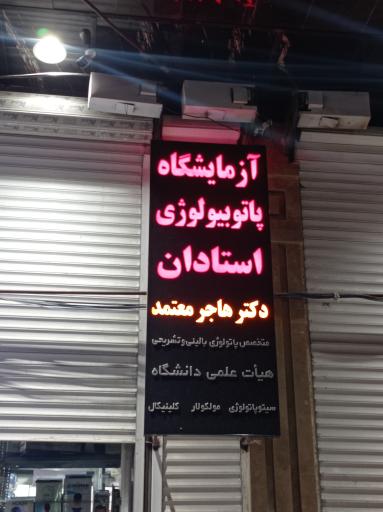 آزمایشگاه
پاتوبیولوژی
استادان
دکتر هاجر معتمد
متخصص پاتولوژی بالینی و تشریحی
هیأت علمی دانشگاه
سیتوپاتولوژی مولکولار کلینیکال